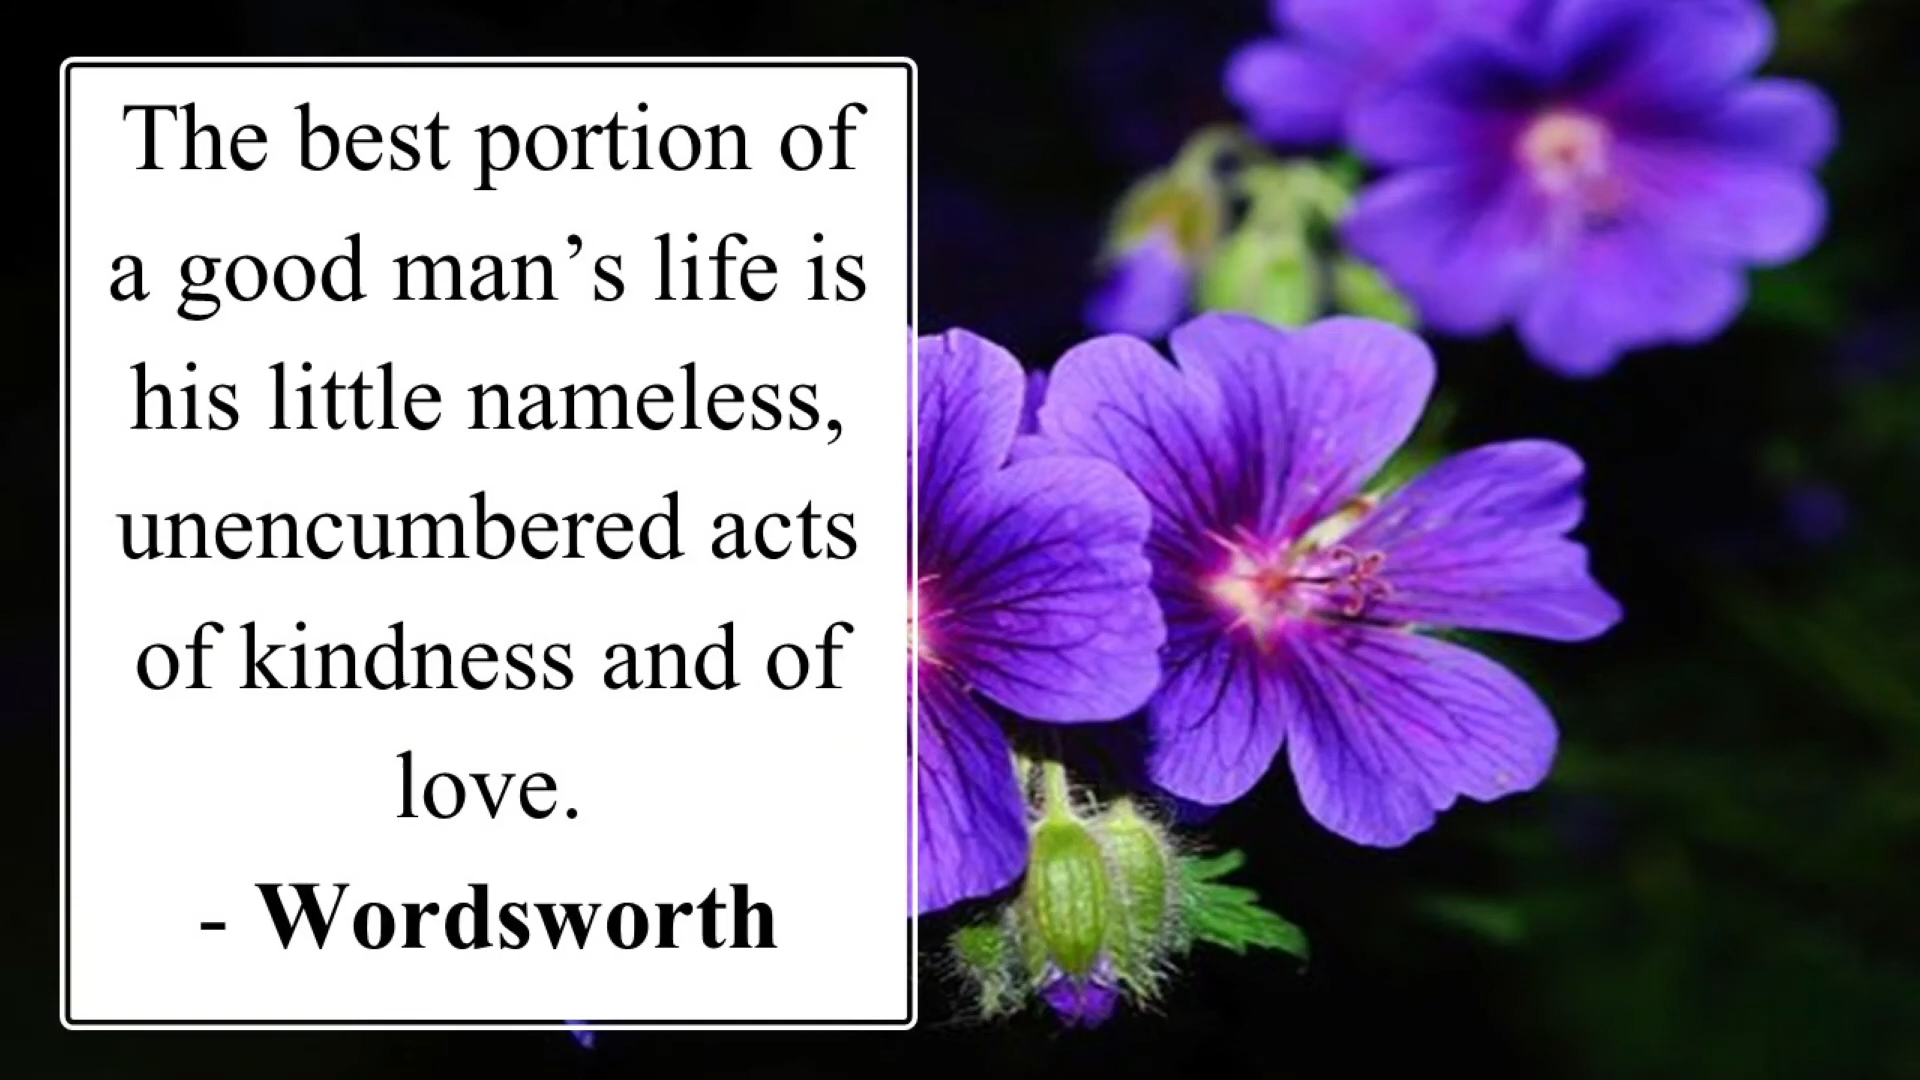 The best portion of
a good man’s life is
his little nameless,
unencumbered acts
of kindness and of
love.
- Wordsworth